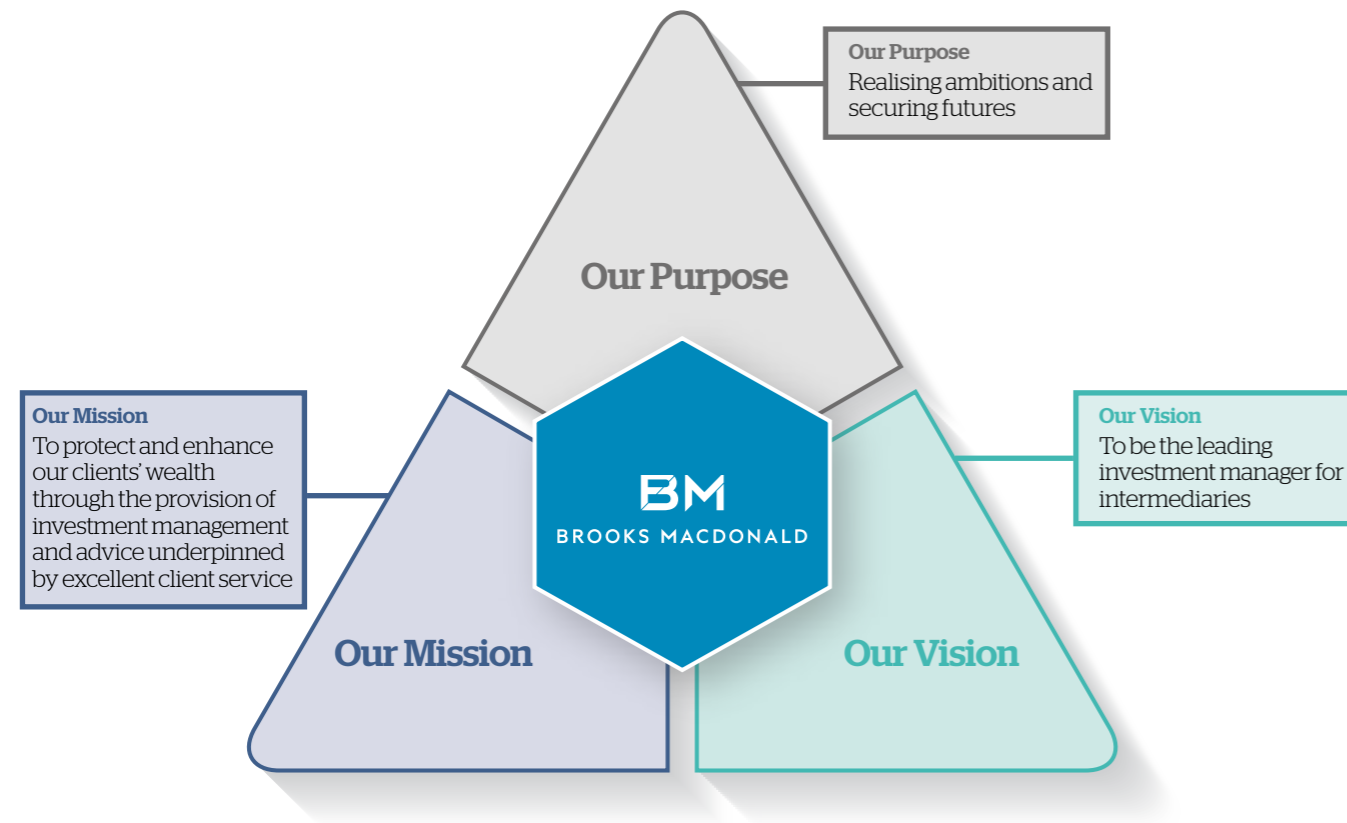 Our Purpose
Realising ambitions and
securing futures
Our Purpose
Our Mission
To protect and enhance
our clients’ wealth
through the provision of
investment management
and advice underpinned
by excellent client service
BM
BROOKS MACDONALD
Our Vision
To be the leading
investment manager for
intermediaries
Our Mission
Our Vision